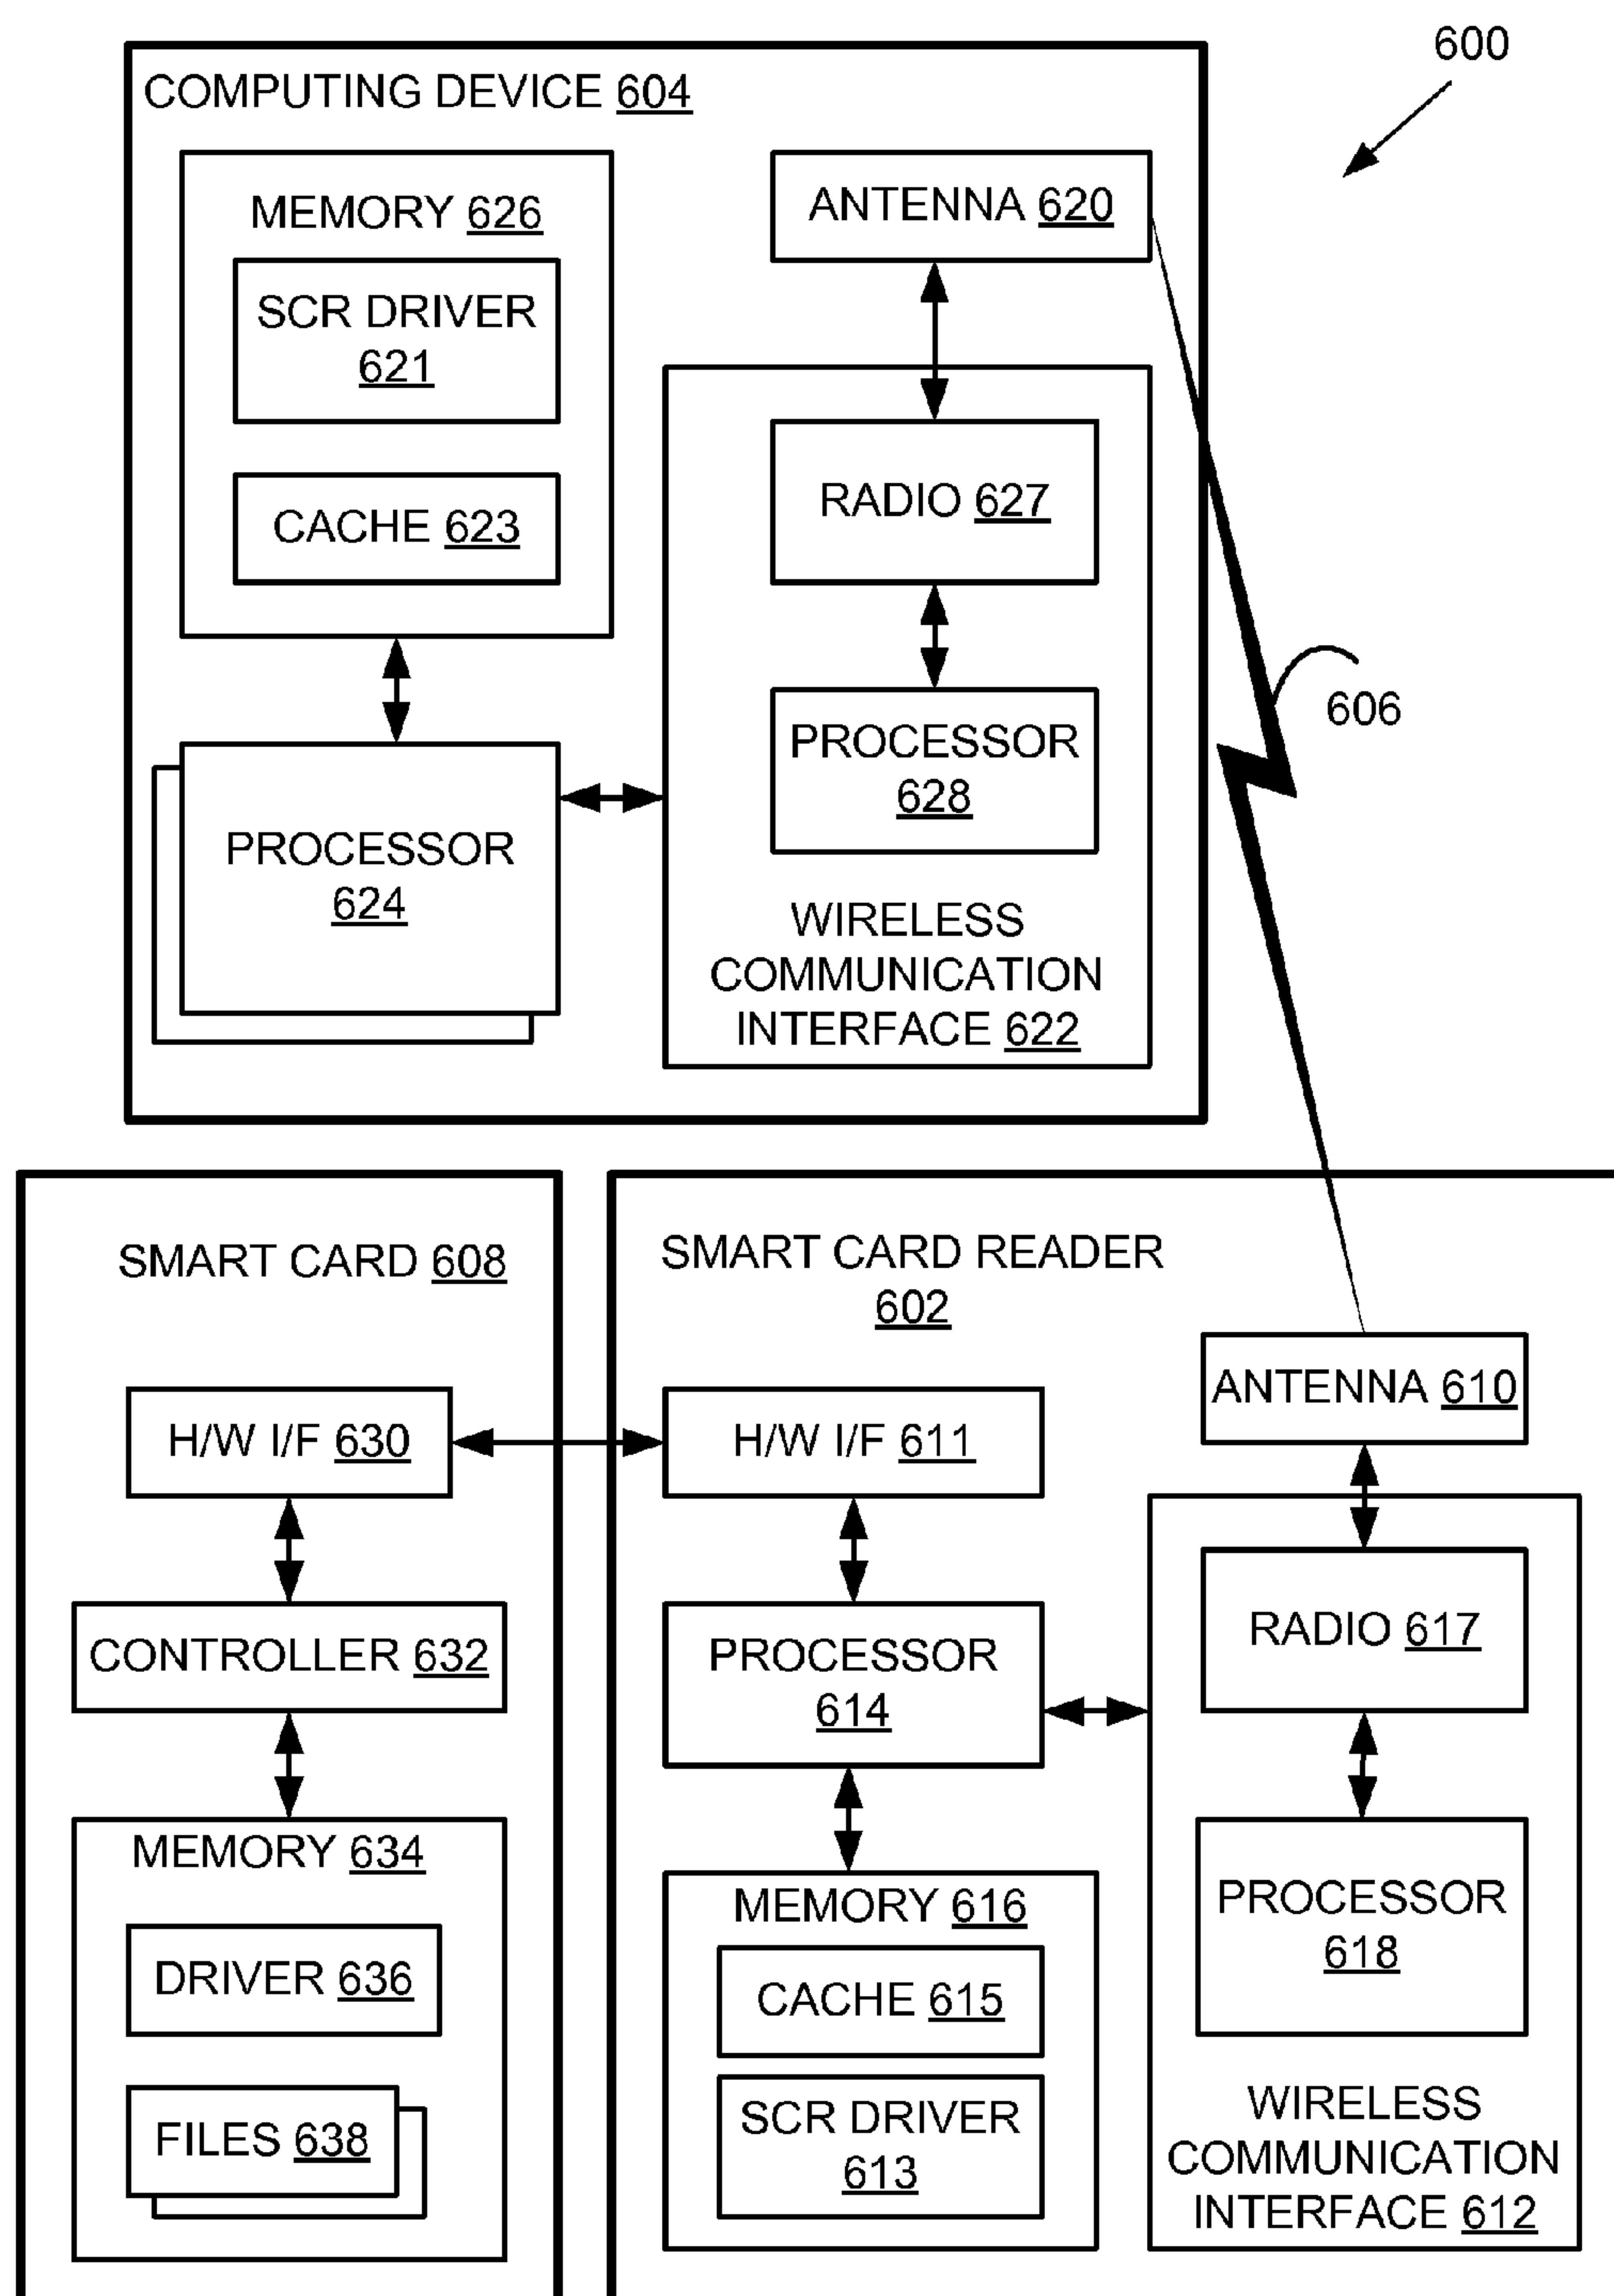 600
COMPUTING DEVICE 604
MEMORY 626
SCR DRIVER
621
CACHE 623
PROCESSOR
624
ANTENNA 620
RADIO 627
PROCESSOR
628
WIRELESS
COMMUNICATION
INTERFACE 622
606
SMART CARD 608
H/W I/F 630
CONTROLLER 632
MEMORY 634
DRIVER 636
FILES 638
SMART CARD READER
602
H/W I/F 611
PROCESSOR
614
MEMORY 616
CACHE 615
SCR DRIVER
613
ANTENNA 610
RADIO 617
PROCESSOR
618
WIRELESS
COMMUNICATION
INTERFACE 612